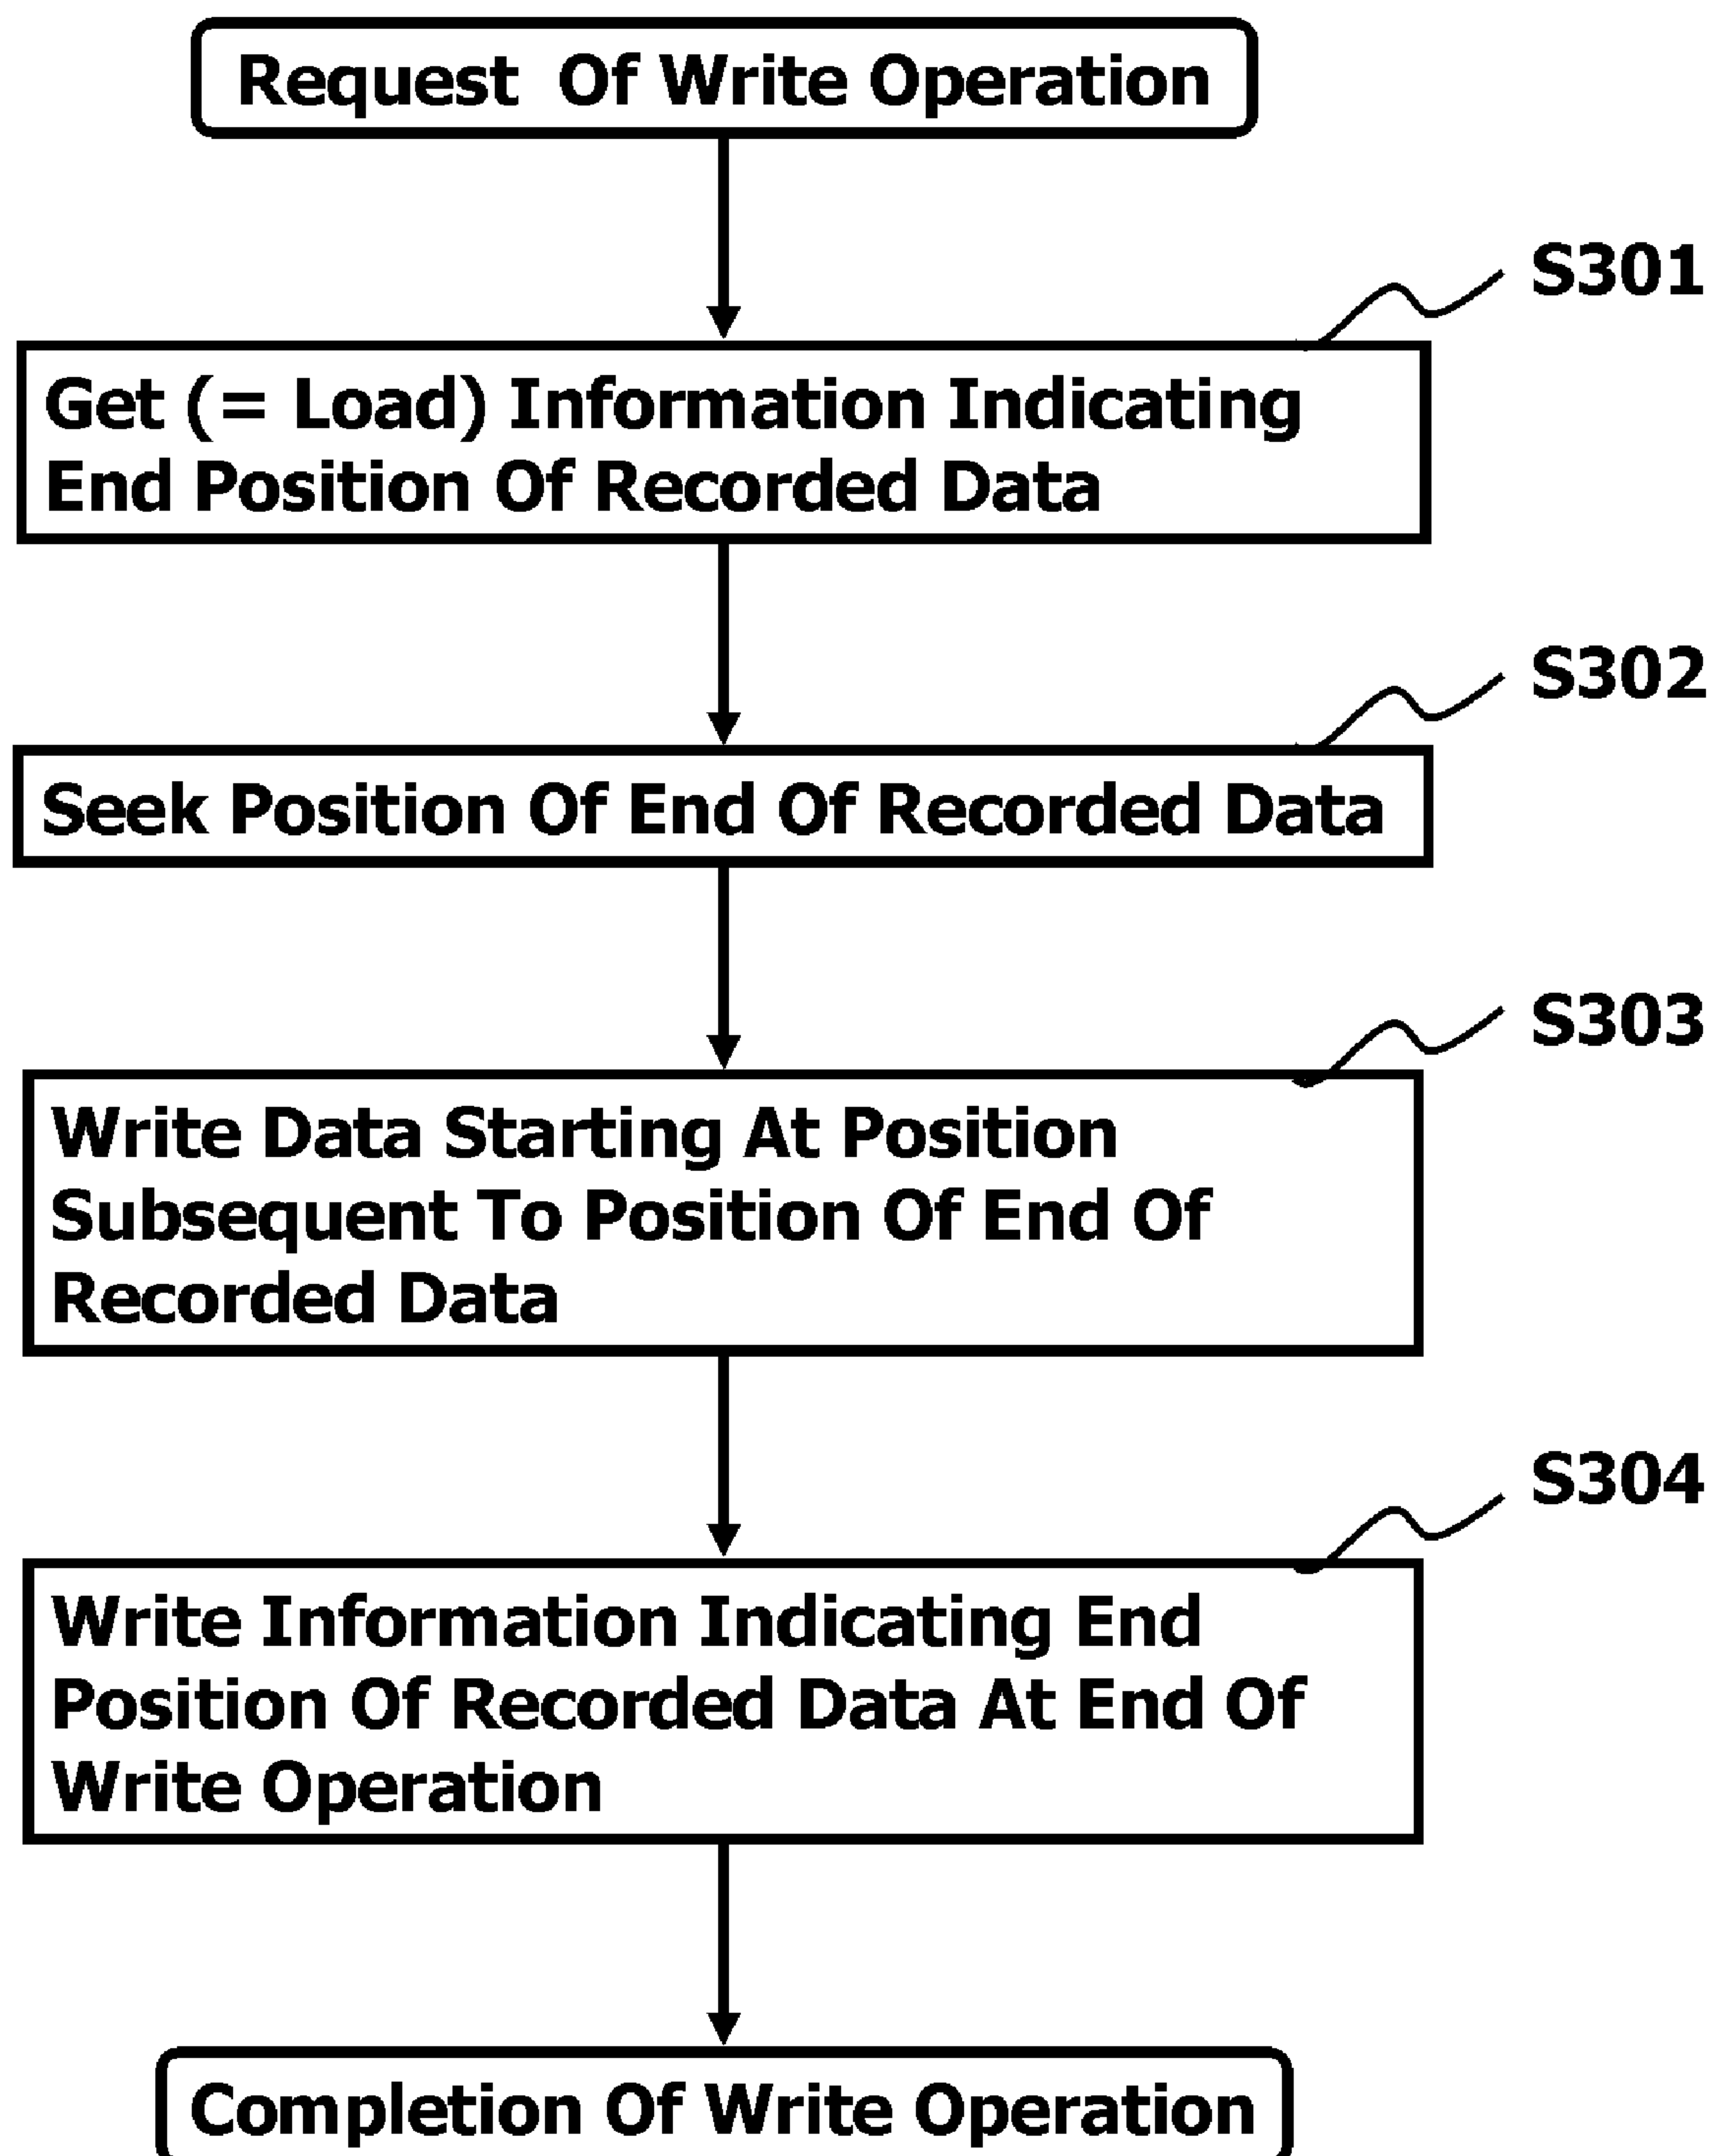 Request Of Write Operation
S301
Get (= Load) Information Indicating
End Position Of Recorded Data
S302
Seek Position Of End Of Recorded Data
S303
Write Data Starting At Position
Subsequent To Position Of End Of
Recorded Data
S304
Write Information Indicating End
Position Of Recorded Data At End Of
Write Operation
Completion Of Write Operation